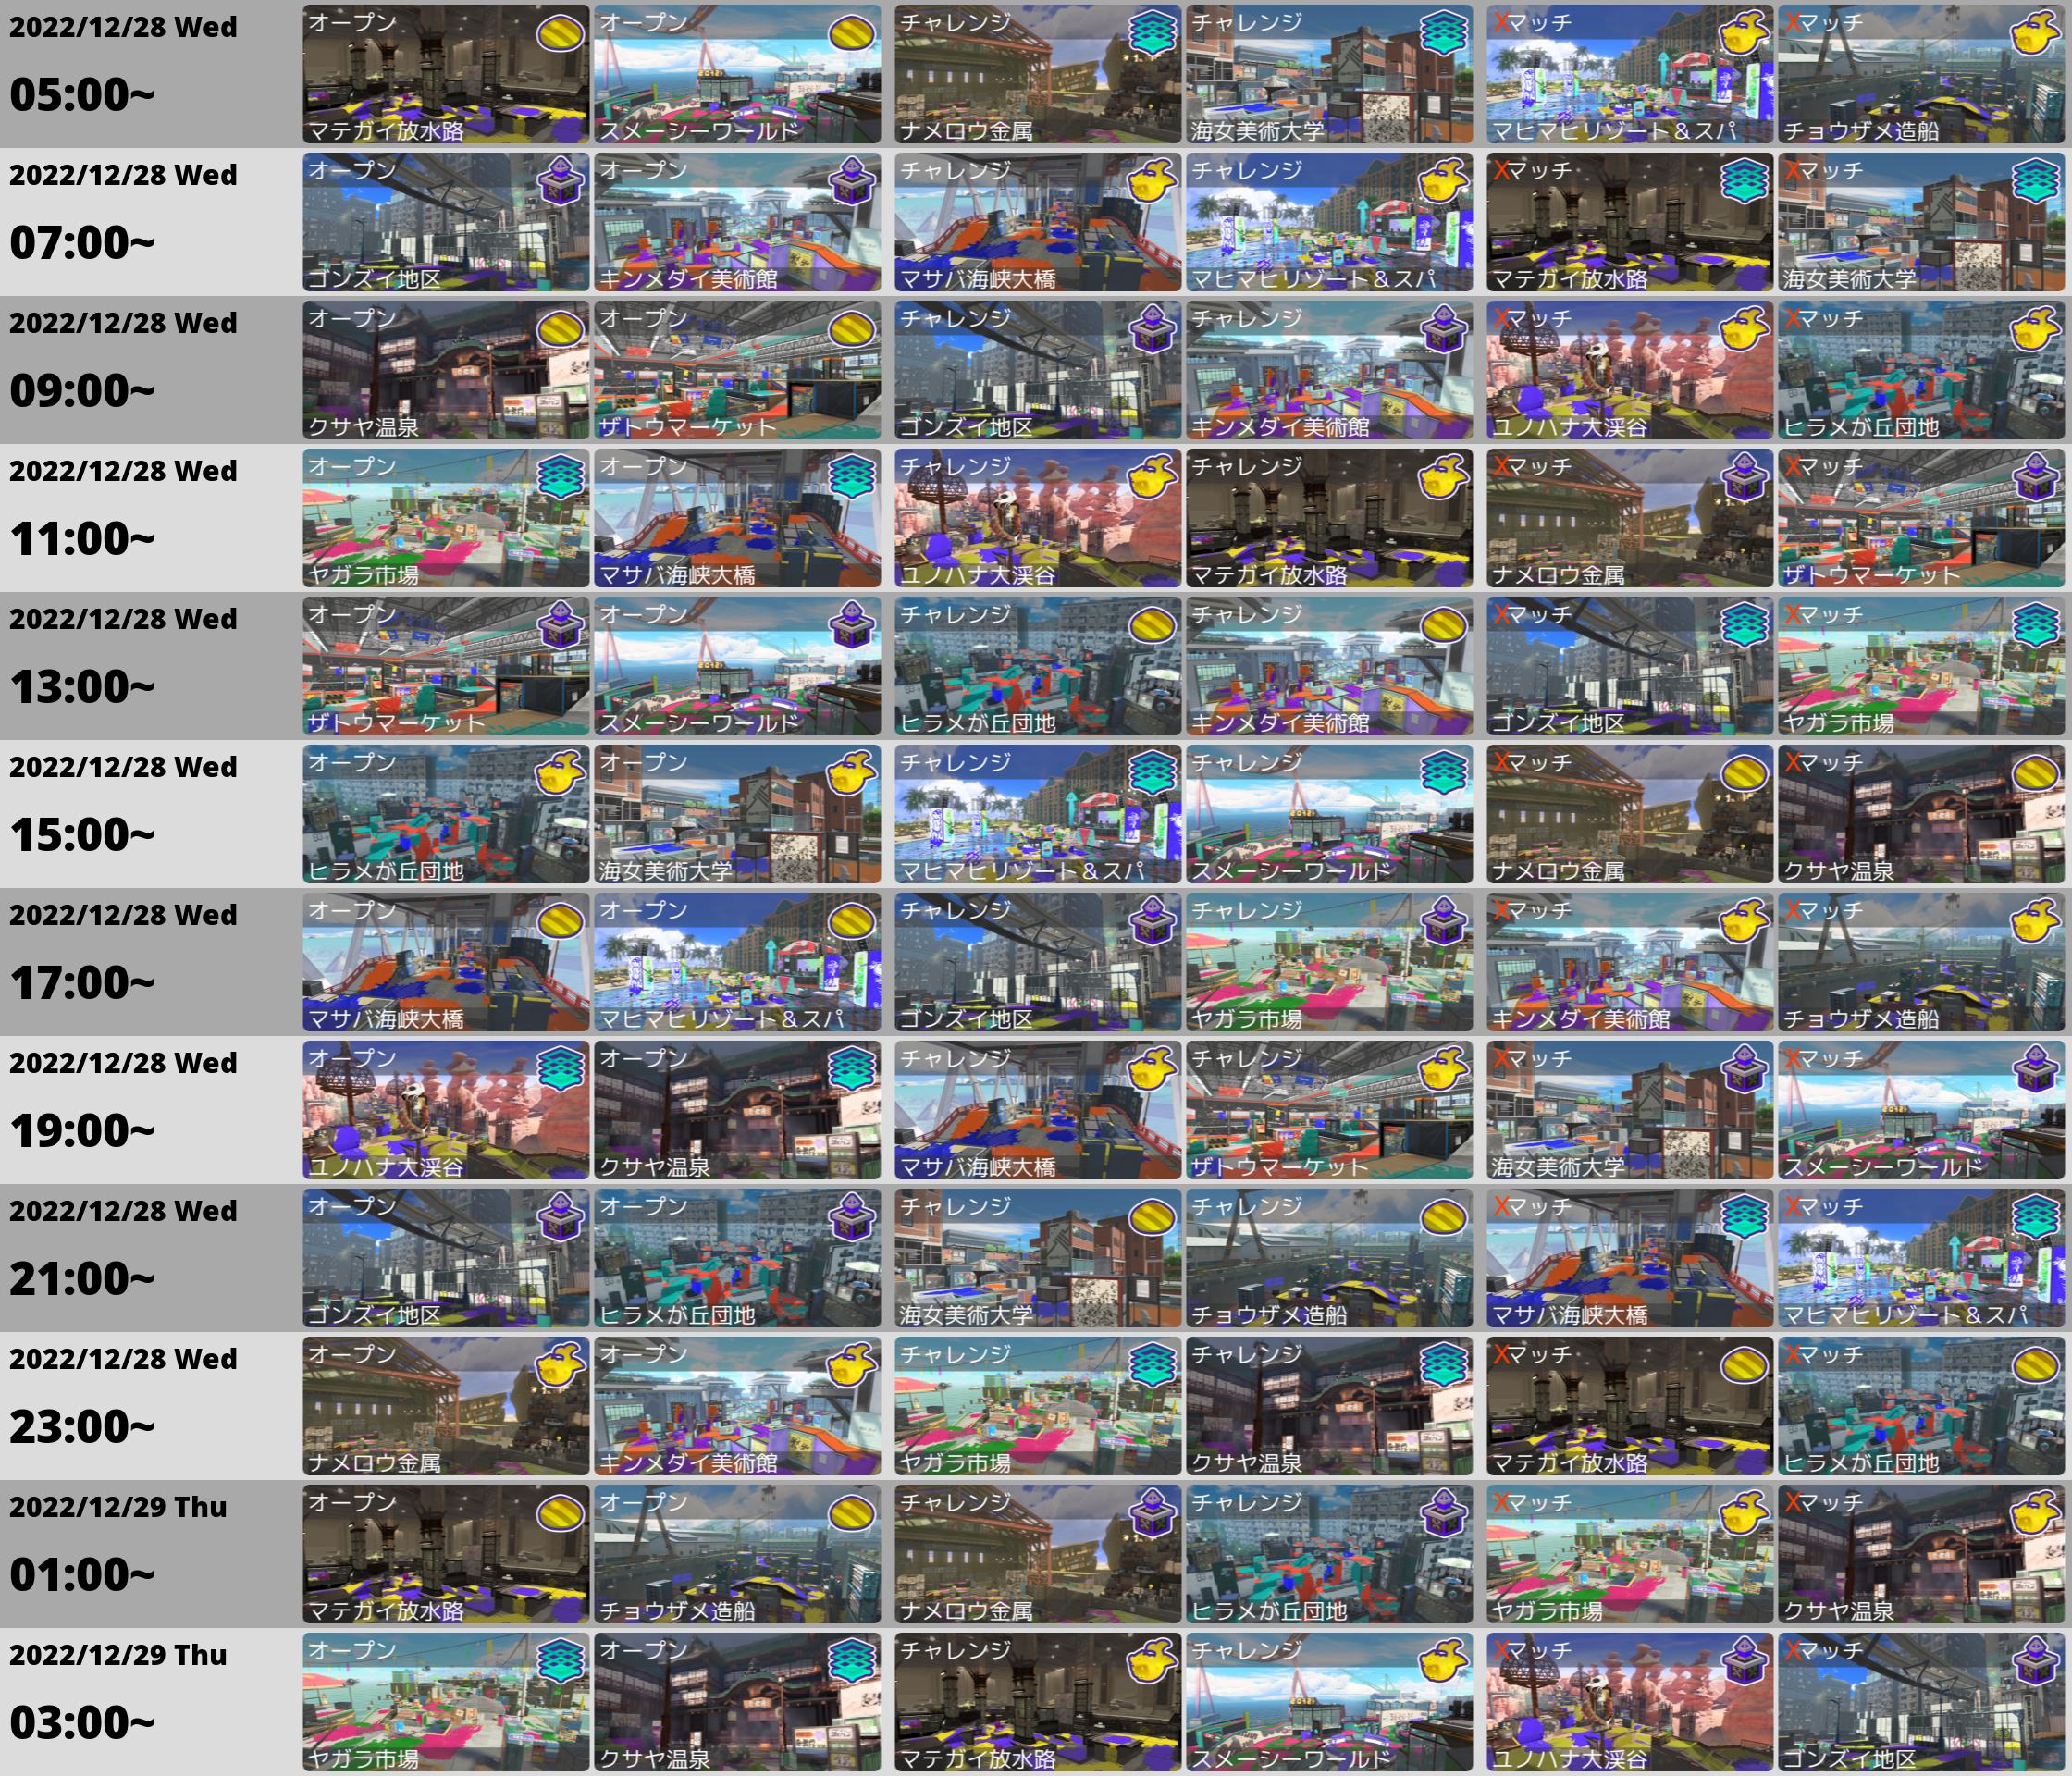 2022/12/28 Wed
05:00~
オープン
マテガイ放水路
オープン
スメーシーワールド
チャレンジ
ナメロウ金属
チャレンジ
海女美術大学
Xマッチ
マヒマヒリゾート＆スパ
Xマッチ
チョウザメ造船
2022/12/28 Wed
07:00~
オープン
ゴンズイ地区
オープン
キンメダイ美術館
チャレンジ
マサバ海峡大橋
チャレンジ
マヒマヒリゾート＆スパ
Xマッチ
マテガイ放水路
Xマッチ
海女美術大学
2022/12/28 Wed
09:00~
オープン
クサヤ温泉
オープン
ザトウマーケット
チャレンジ
ゴンズイ地区
チャレンジ
キンメダイ美術館
Xマッチ
ユノハナ大渓谷
Xマッチ
ヒラメが丘団地
2022/12/28 Wed
11:00~
オープン
ヤガラ市場
オープン
マサバ海峡大橋
チャレンジ
ユノハナ大渓谷
チャレンジ
マテガイ放水路
Xマッチ
ナメロウ金属
Xマッチ
ザトウマーケット
2022/12/28 Wed
13:00~
オープン
ザトウマーケット
オープン
スメーシーワールド
チャレンジ
ヒラメが丘団地
チャレンジ
キンメダイ美術館
Xマッチ
ゴンズイ地区
Xマッチ
ヤガラ市場
2022/12/28 Wed
15:00~
オープン
ヒラメが丘団地
オープン
海女美術大学
チャレンジ
マヒマヒリゾート＆スパ
チャレンジ
スメーシーワールド
Xマッチ
ナメロウ金属
Xマッチ
クサヤ温泉
2022/12/28 Wed
17:00~
オープン
マサバ海峡大橋
オープン
マヒマヒリゾート＆スパ
チャレンジ
ゴンズイ地区
チャレンジ
ヤガラ市場
Xマッチ
キンメダイ美術館
Xマッチ
チョウザメ造船
2022/12/28 Wed
19:00~
オープン
ユノハナ大渓谷
オープン
クサヤ温泉
チャレンジ
マサバ海峡大橋
チャレンジ
ザトウマーケット
Xマッチ
海女美術大学
Xマッチ
スメーシーワールド
2022/12/28 Wed
21:00~
オープン
ゴンズイ地区
オープン
ヒラメが丘団地
チャレンジ
海女美術大学
チャレンジ
チョウザメ造船
Xマッチ
マサバ海峡大橋
Xマッチ
マヒマヒリゾート＆スパ
2022/12/28 Wed
23:00~
オープン
ナメロウ金属
オープン
キンメダイ美術館
チャレンジ
ヤガラ市場
チャレンジ
クサヤ温泉
Xマッチ
マテガイ放水路
Xマッチ
ヒラメが丘団地
2022/12/29 Thu
01:00~
オープン
マテガイ放水路
オープン
チョウザメ造船
チャレンジ
ナメロウ金属
チャレンジ
ヒラメが丘団地
Xマッチ
ヤガラ市場
Xマッチ
クサヤ温泉
2022/12/29 Thu
03:00~
オープン
ヤガラ市場
オープン
クサヤ温泉
チャレンジ
マテガイ放水路
チャレンジ
スメーシーワールド
Xマッチ
ユノハナ大渓谷
Xマッチ
ゴンズイ地区